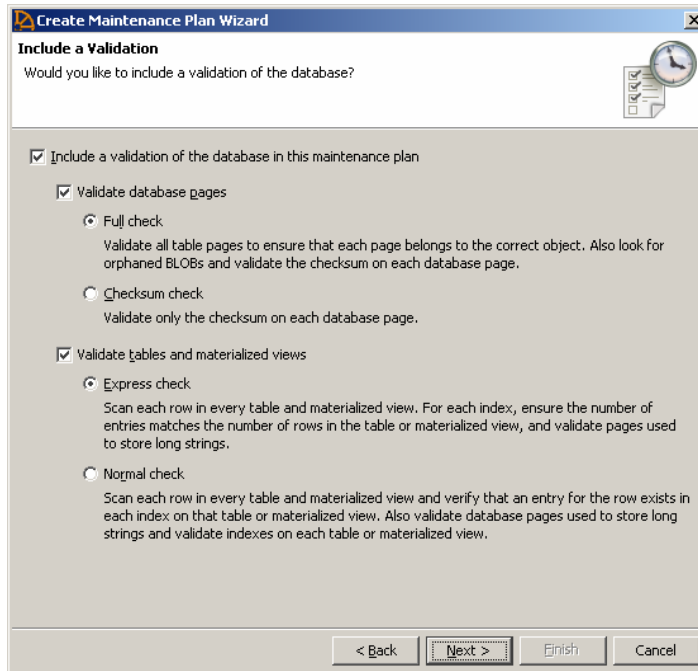 Create Maintenance Plan Wizard
Include a Validation
Would you like to include a validation of the database?
Include a validation of the database in this maintenance plan
Validate database pages
Full check
Validate all table pages to ensure that each page belongs to the correct object. Also look for
orphaned BLOBs and validate the checksum on each database page.
Checksum check
Validate only the checksum on each database page.
Validate tables and materialized views
Express check
Scan each row in every table and materialized view. For each index, ensure the number of
entries matches the number of rows in the table or materialized view, and validate pages used
to store long strings.
Normal check
Scan each row in every table and materialized view and verify that an entry for the row exists in
each index on that table or materialized view. Also validate database pages used to store long
strings and validate indexes on each table or materialized view.
< Back Next > Finish Cancel